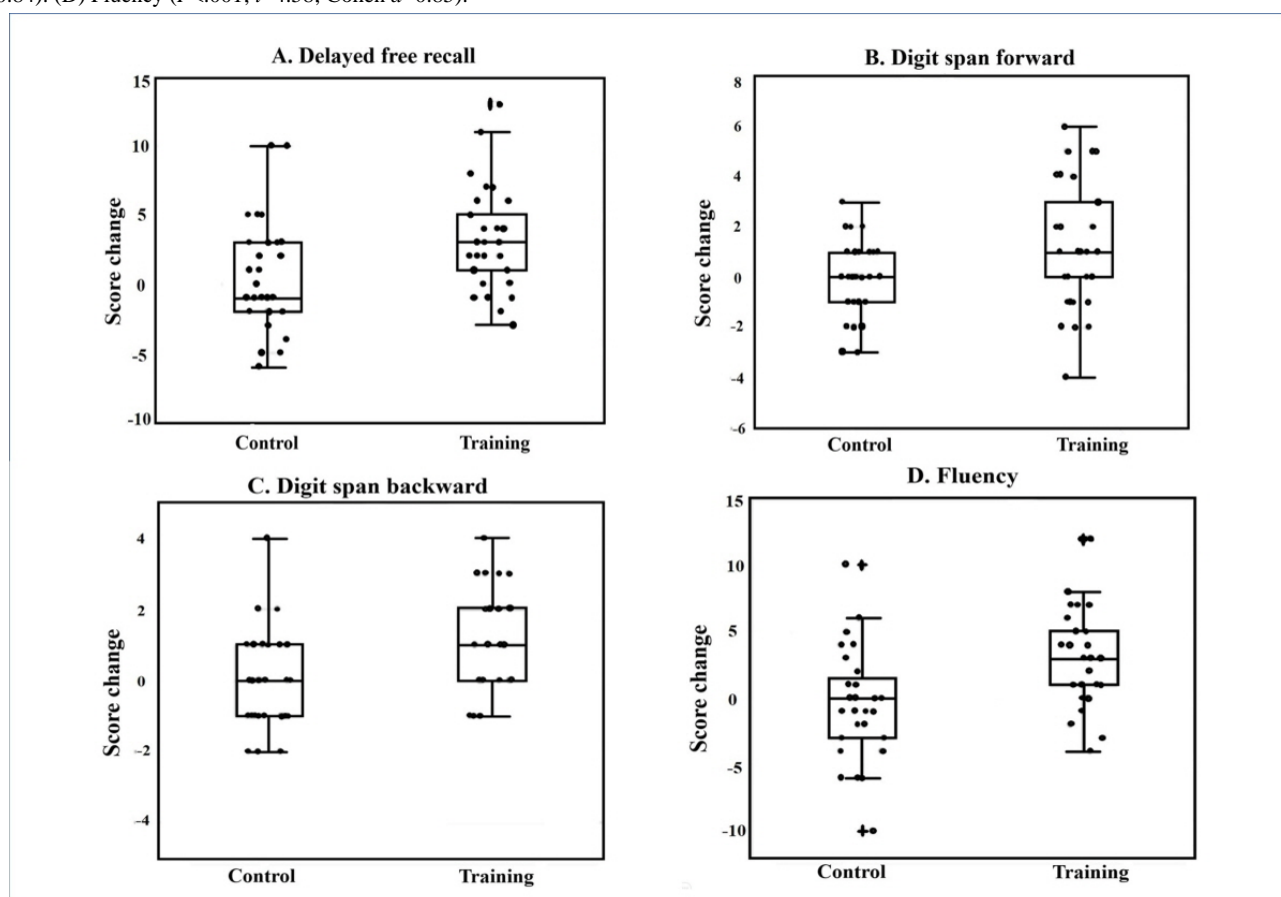 (D) Fluency Cohen
A. Delayed free recall
15
10
5
0
-5
-10
Score change
Control Training
B. Digit span forward
8
6
4
2
0
-2
-4
-6
Score change
Control Training
C. Digit span backward
4
2
0
-2
-4
Score change
Control Training
D. Fluency
15
10
5
0
-5
-10
Score change
Control Training